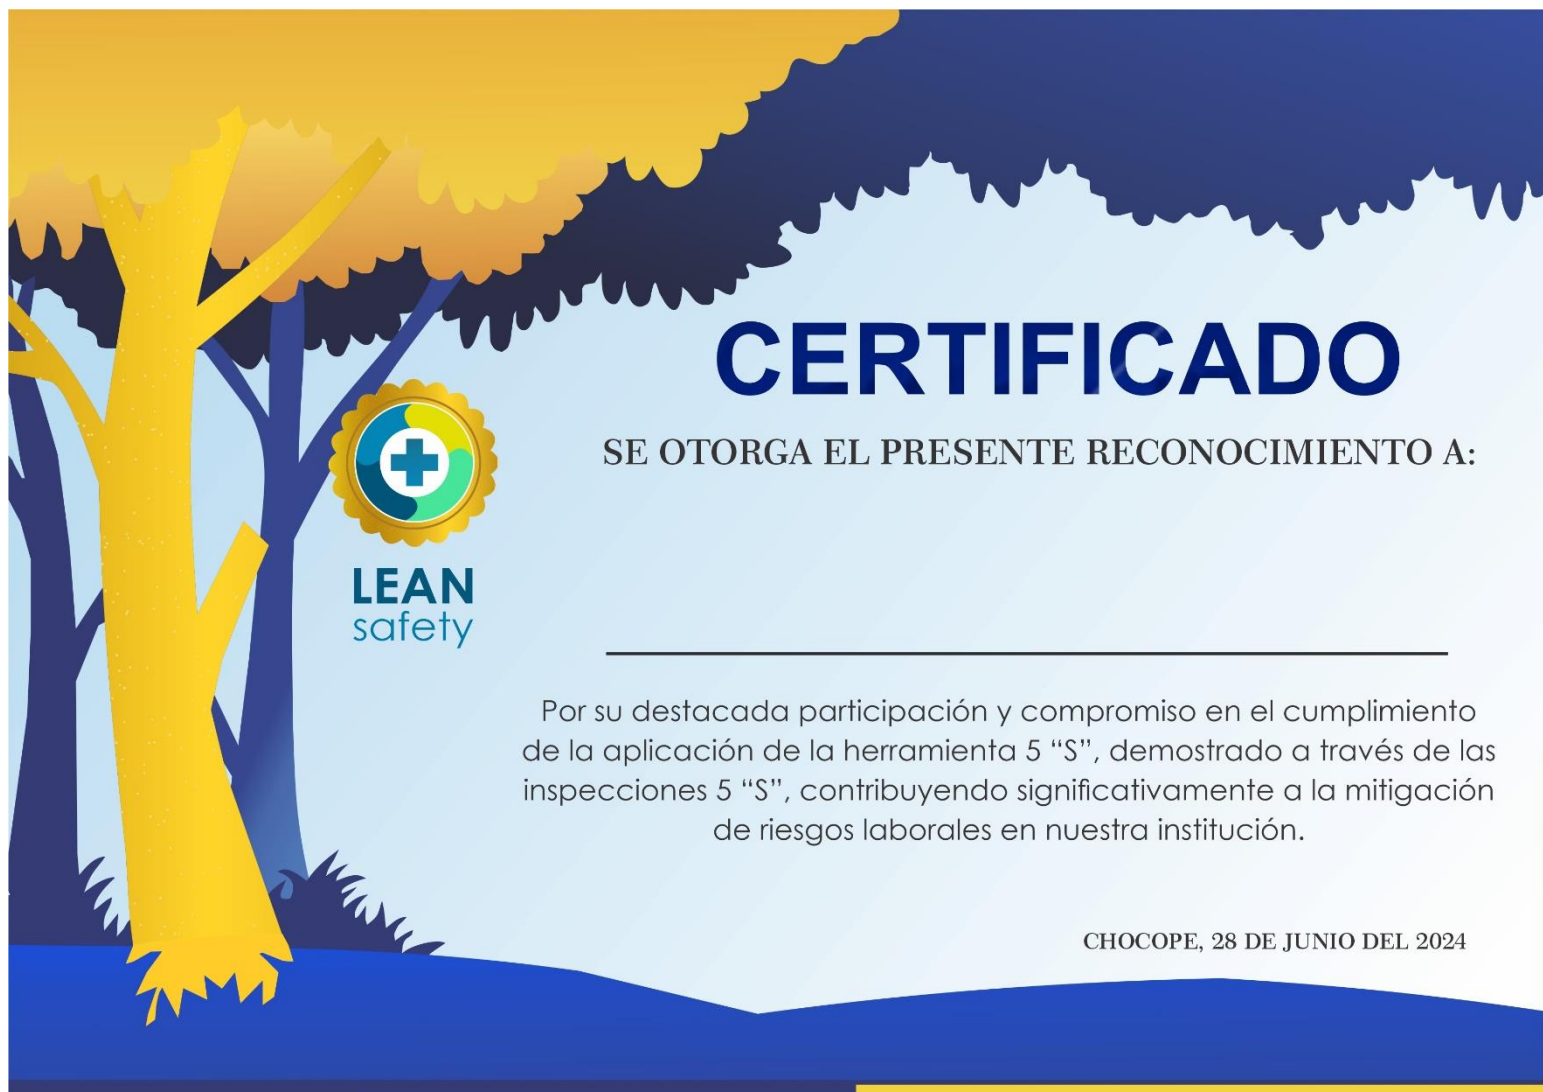 CERTIFICADO
SE OTORGA EL PRESENTE RECONOCIMIENTO A:
LEAN
safety
Por su destacada participación y compromiso en el cumplimiento
de la aplicación de la herramienta 5 “S”, demostrado a través de las
inspecciones 5 “S”, contribuyendo significativamente a la mitigación
de riesgos laborales en nuestra institución.
CHOCOPE, 28 DE JUNIO DEL 2024